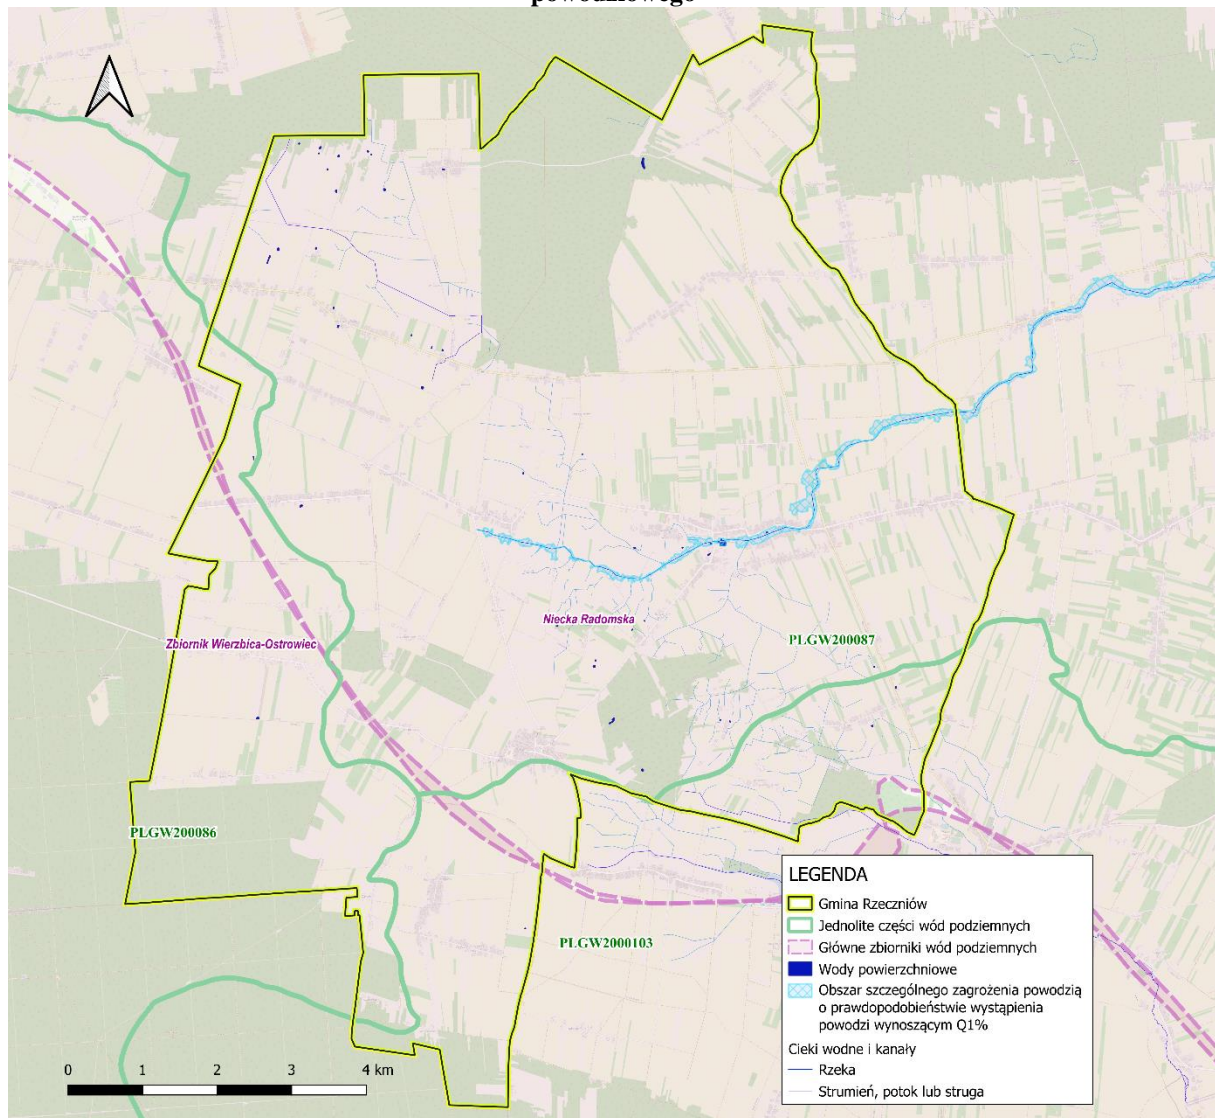 powodziowego
Niecka Radomska
PLGW200087
Zbiornik Wierzbica-Ostrowiec
PLGW200086
PLGW2000103
LEGENDA
Gmina Rzeczniów
Jednolite części wód podziemnych
Główne zbiorniki wód podziemnych
Wody powierzchniowe
Obszar szczególnego zagrożenia powodzią
o prawdopodobieństwie wystąpienia
powodzi wynoszącym Q1%
Cieki wodne i kanały
Rzeka
Strumień, potok lub struga
0 1 2 3 4 km